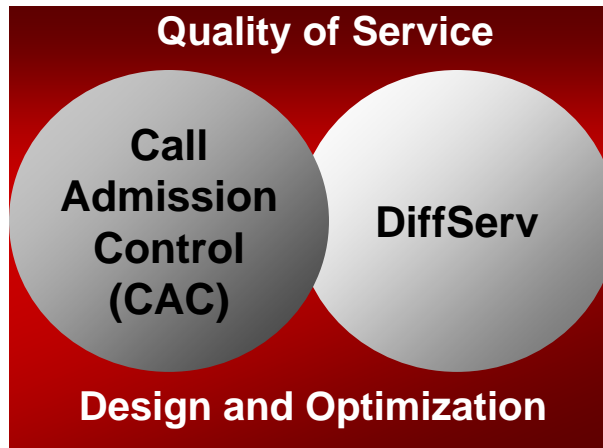 Quality of Service
Call
Admission
Control
(CAC)
DiffServ
Design and Optimization